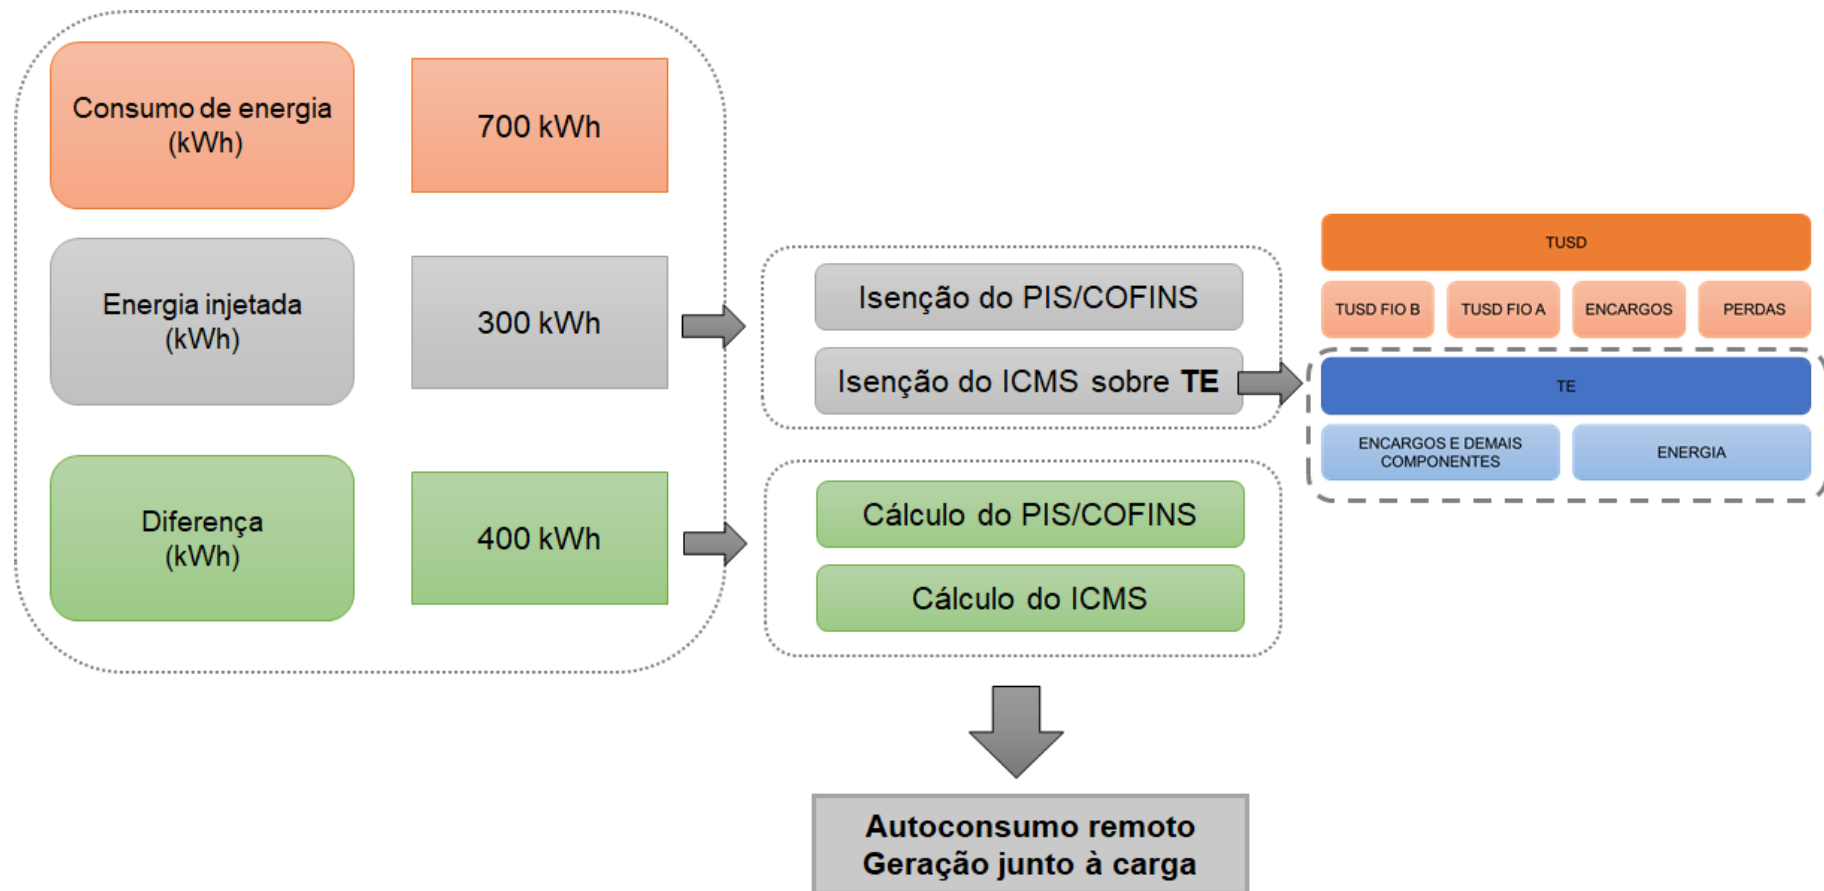 Consumo de energia
(kWh)
700 kWh
Energia injetada
(kWh)
300 kWh
Diferença
(kWh)
400 kWh
Isenção do PIS/COFINS
Isenção do ICMS sobre TE
Cálculo do PIS/COFINS
Cálculo do ICMS
TUSD
TUSD FIO B
TUSD FIO A
ENCARGOS
PERDAS
TE
ENCARGOS E DEMAIS
COMPONENTES
ENERGIA
Autoconsumo remoto
Geração junto à carga